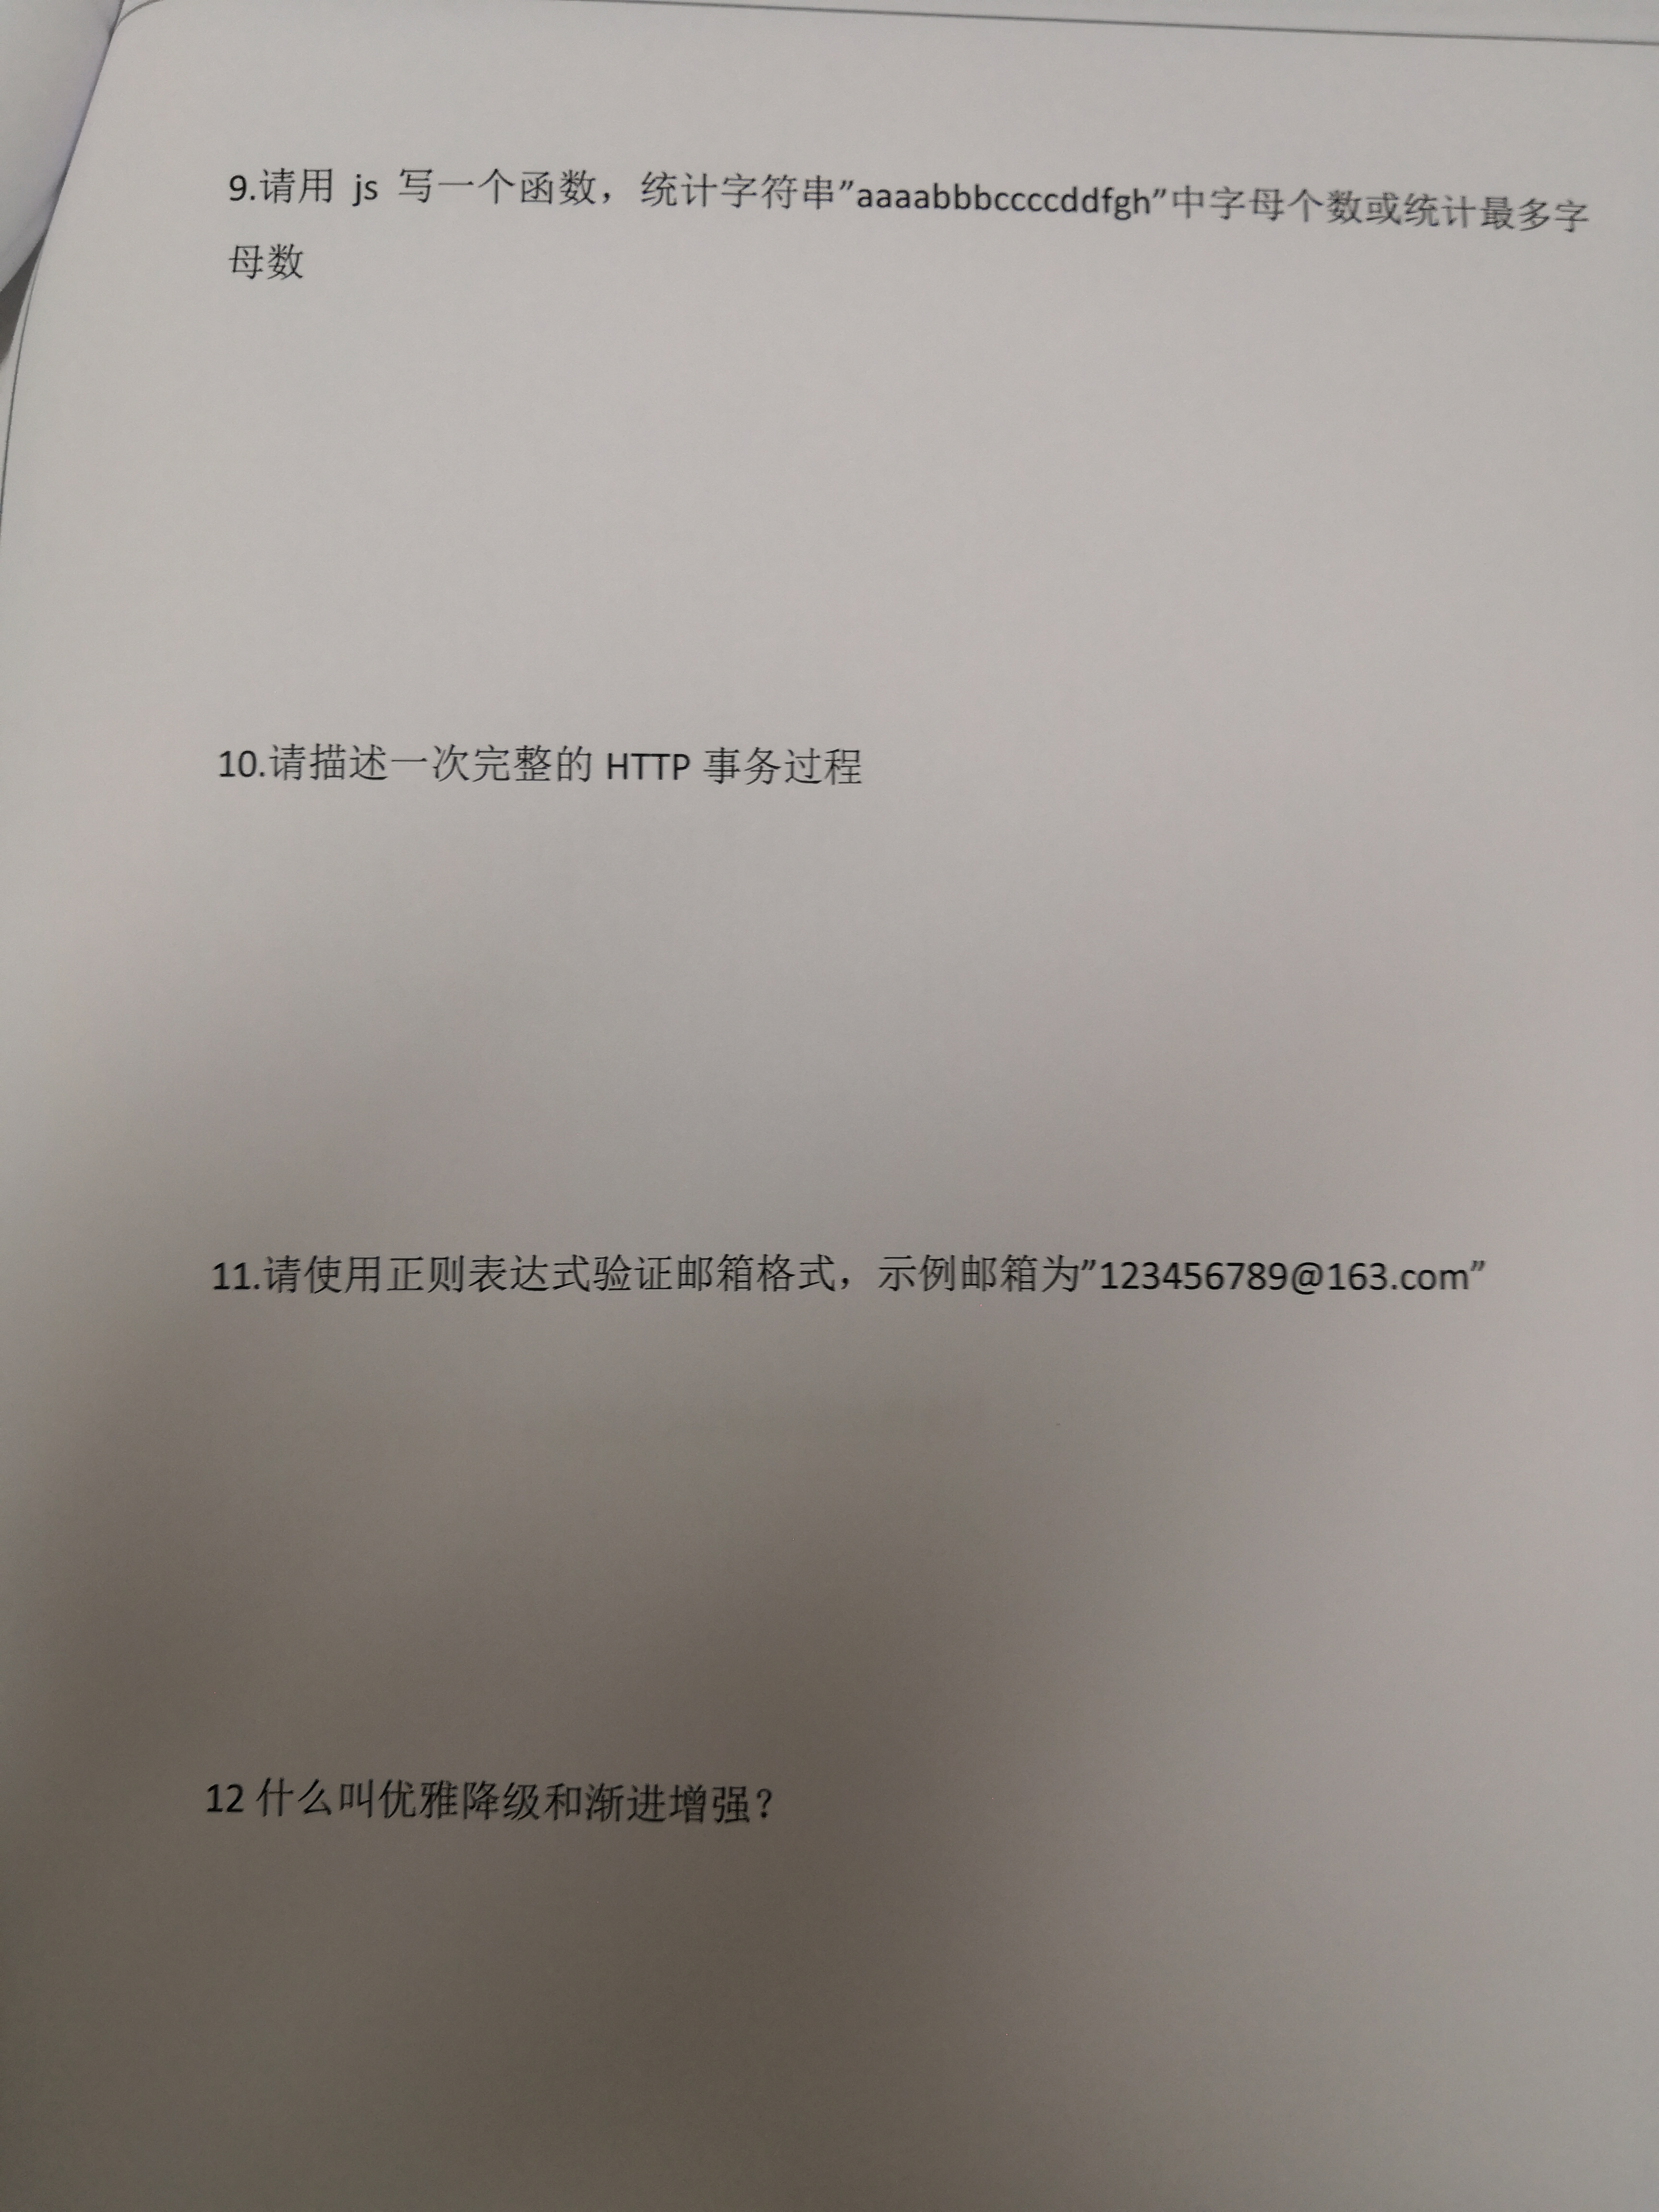 9.请用 js 写一个函数，统计字符串”aaaabbbccccddfgh”中字母个数或统计最多字
母数
10.请描述一次完整的 HTTP 事务过程
11.请使用正则表达式验证邮箱格式，示例邮箱为”123456789@163.com”
12 什么叫优雅降级和渐进增强？